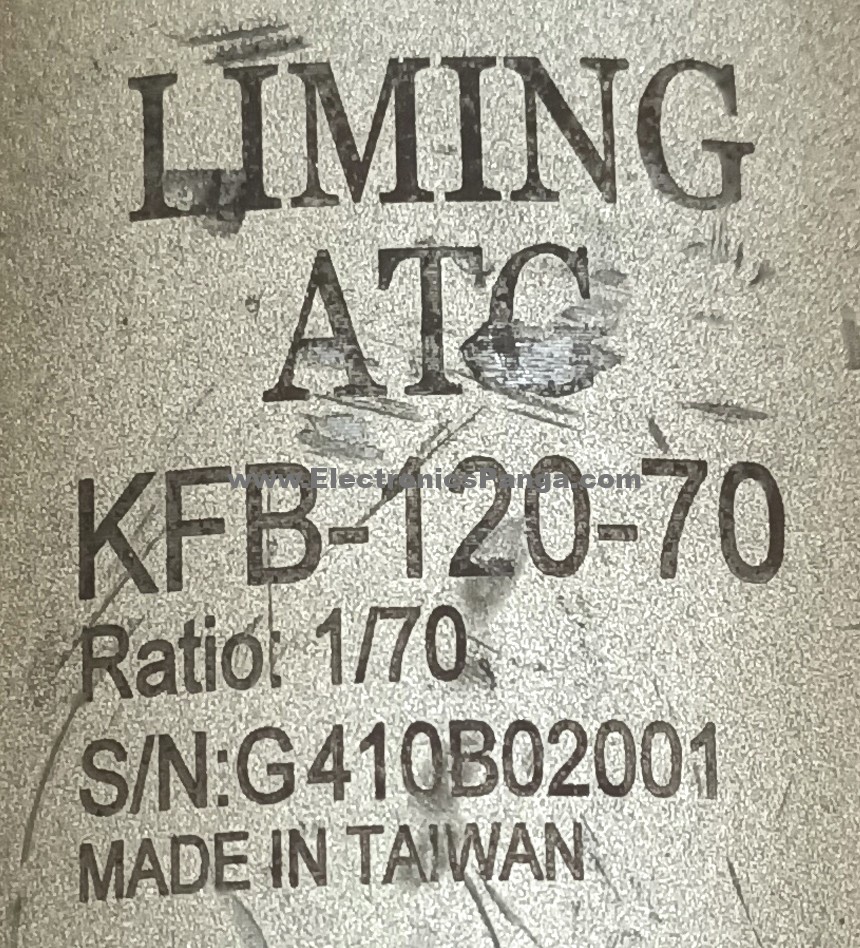 LIMING
ATC
www.ElectronicsPanga.com
KFB-120-70
Ratio: 1/70
S/N:G410B02001
MADE IN TAIWAN